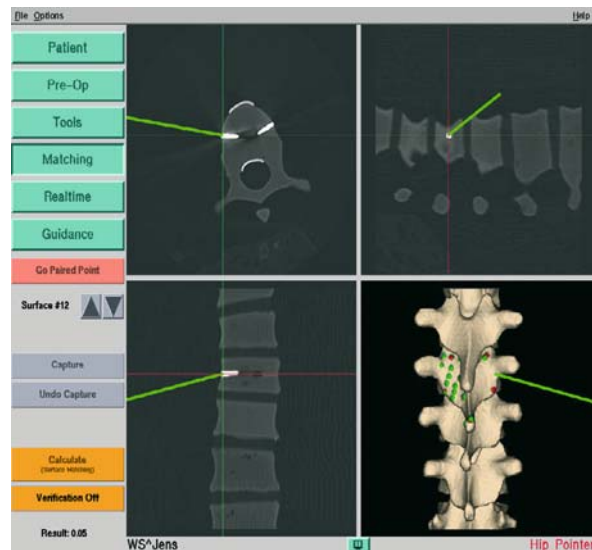 File Options Help
Patient
Pre-Op
Tools
Matching
Realtime
Guidance
Go Paired Point
Surface #12
Capture
Undo Capture
Calculate
(Surface Matching)
Verification Off
Result: 0.05
WS^Jens
Hip Pointer